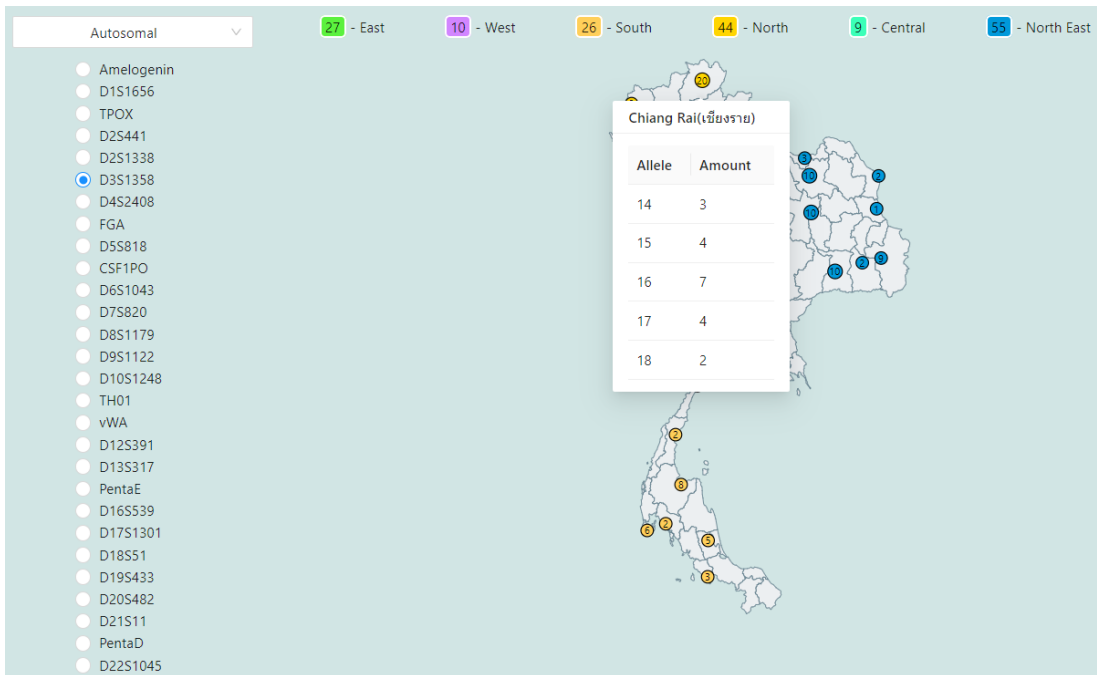 Autosomal
27 - East
10 - West
26 - South
44 - North
9 - Central
55 - North East
Amelogenin
D1S1656
TPOX
D2S441
D2S1338
D3S1358
D4S2408
FGA
D5S818
CSF1PO
D6S1043
D7S820
D8S1179
D9S1122
D10S1248
TH01
vWA
D12S391
D13S317
PentaE
D16S539
D17S1301
D18S51
D19S433
D20S482
D21S11
PentaD
D22S1045
20
Chiang Rai(เชียงราย)
Allele Amount
14 3
15 4
16 7
17 4
18 2
3
10
2
10
1
10
2
9
2
8
6
2
5
3